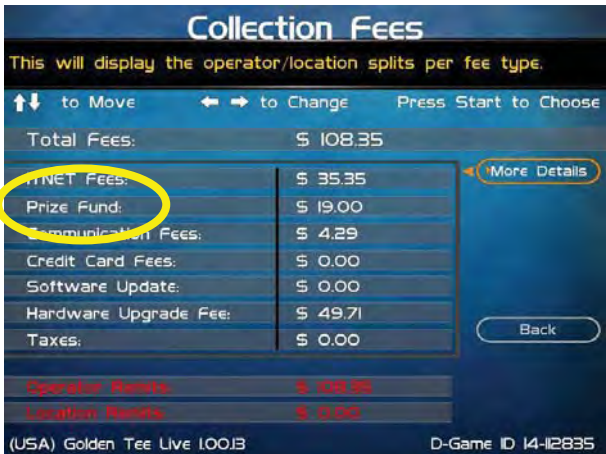 Collection Fees
This will display the operator/location splits per fee type.
to Move to Change Press Start to Choose
Total Fees: $ 108.35
ITNET Fees: $ 35.35 More Details
Prize Fund: $ 19.00
Communication Fees: $ 4.29
Credit Card Fees: $ 0.00
Software Update: $ 0.00
Hardware Upgrade Fee: $ 49.71
Taxes: $ 0.00 Back
Operator Remits: $ 108.35
Location Remits: $ 0.00
(USA) Golden Tee Live 1.00.13 D-Game ID 14-112835